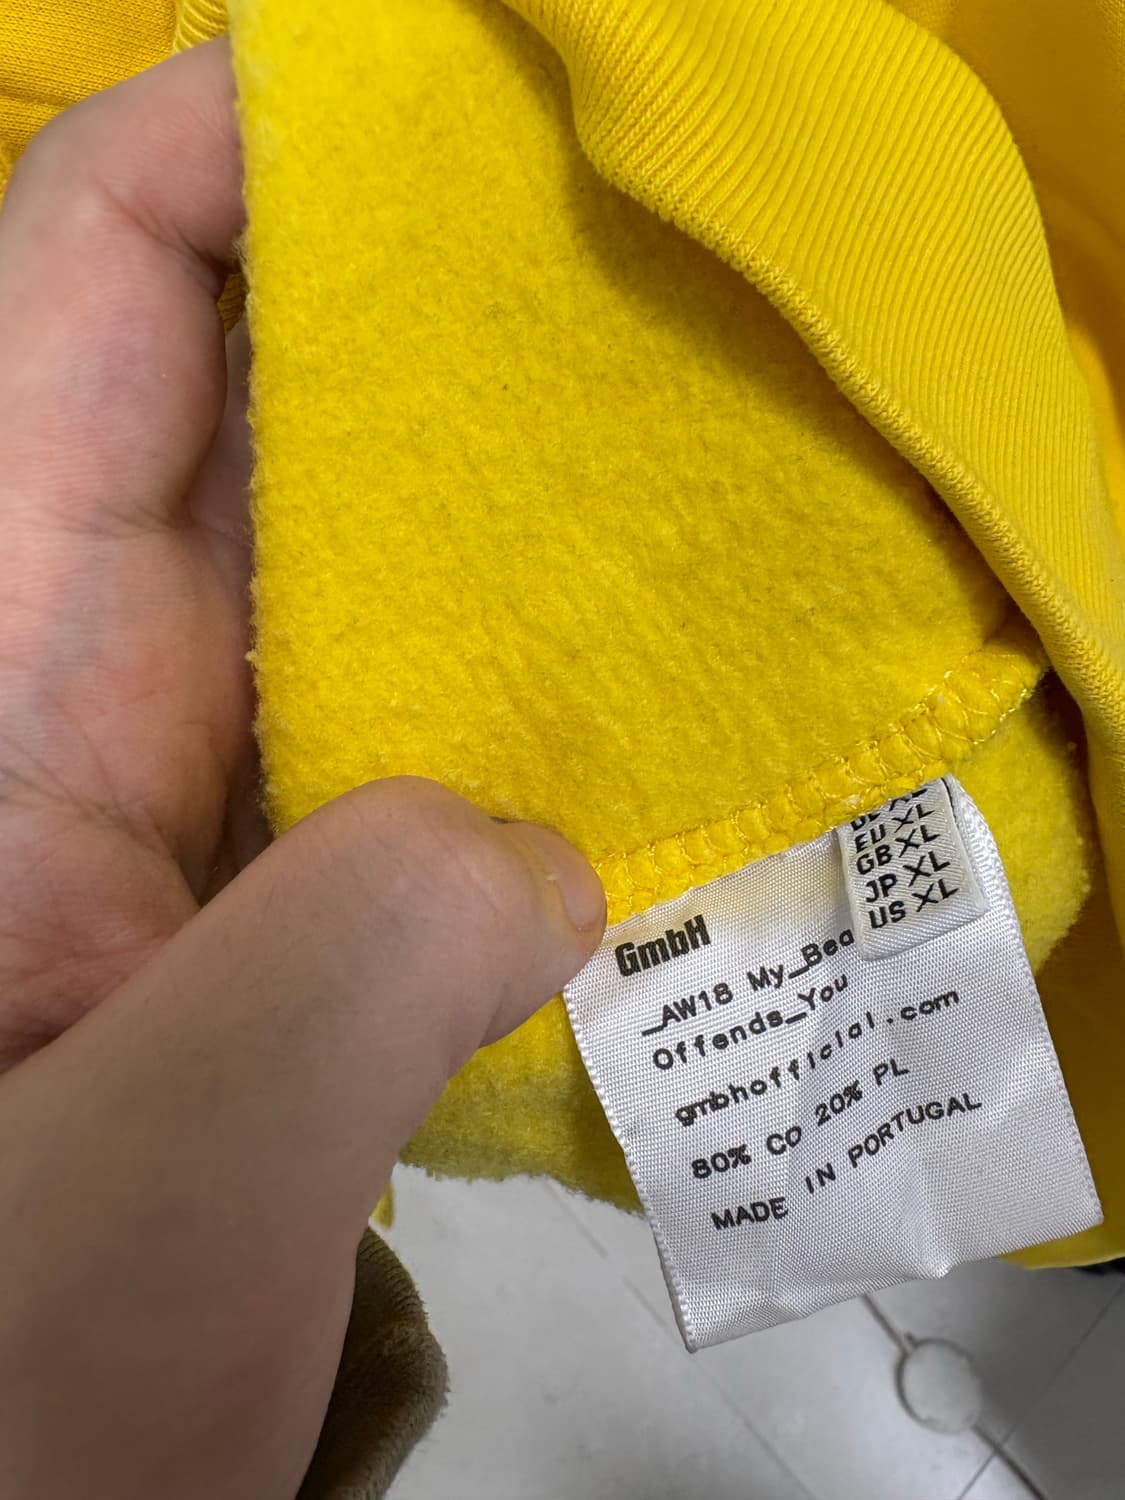 EU XL
GB XL
JP XL
US XL
GmbH
_AW18 My_Bea
Offends_You
gmbhofficial.com
80% CO 20% PL
MADE IN PORTUGAL